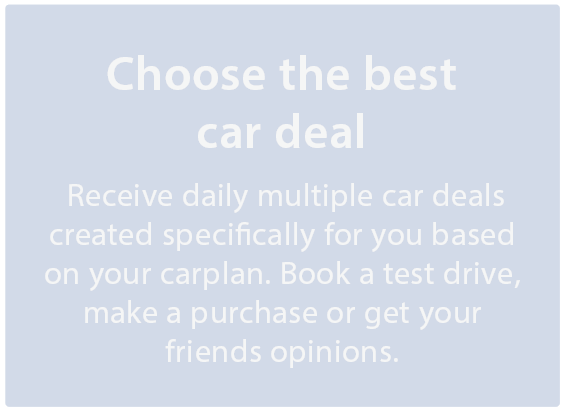 Choose the best
car deal
Receive daily multiple car deals
created specifically for you based
on your carplan. Book a test drive,
make a purchase or get your
friends opinions.